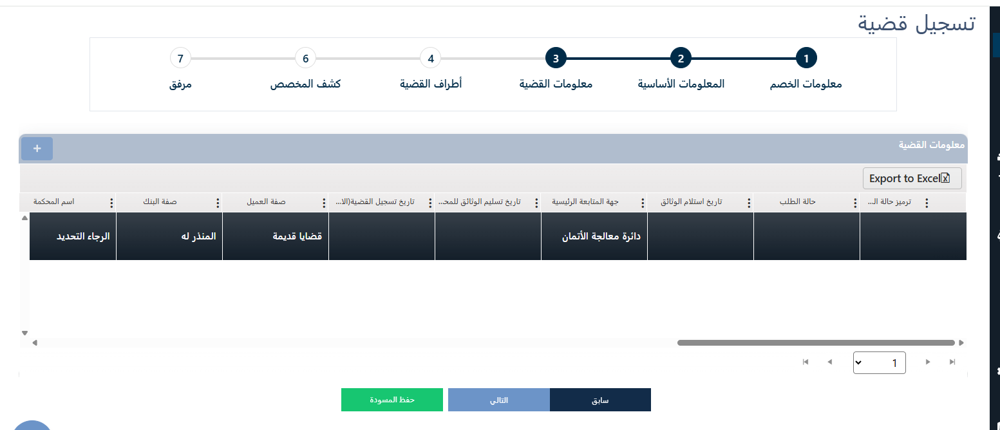 تسجيل قضية
1 2 3 4 6 7
معلومات الخصم المعلومات الأساسية معلومات القضية أطراف القضية كشف المخصص مرفق
معلومات القضية +
Export to Excel
ترميز حالة الـ... حالة الطلب تاريخ استلام الوثائق جهة المتابعة الرئيسية تاريخ تسليم الوثائق للمحـ... تاريخ تسجيل القضية(الا... صفة العميل صفة البنك اسم المحكمة
دائرة معالجة الأتمان قضايا قديمة المنذر له الرجاء التحديد
1
سابق التالي حفظ المسودة